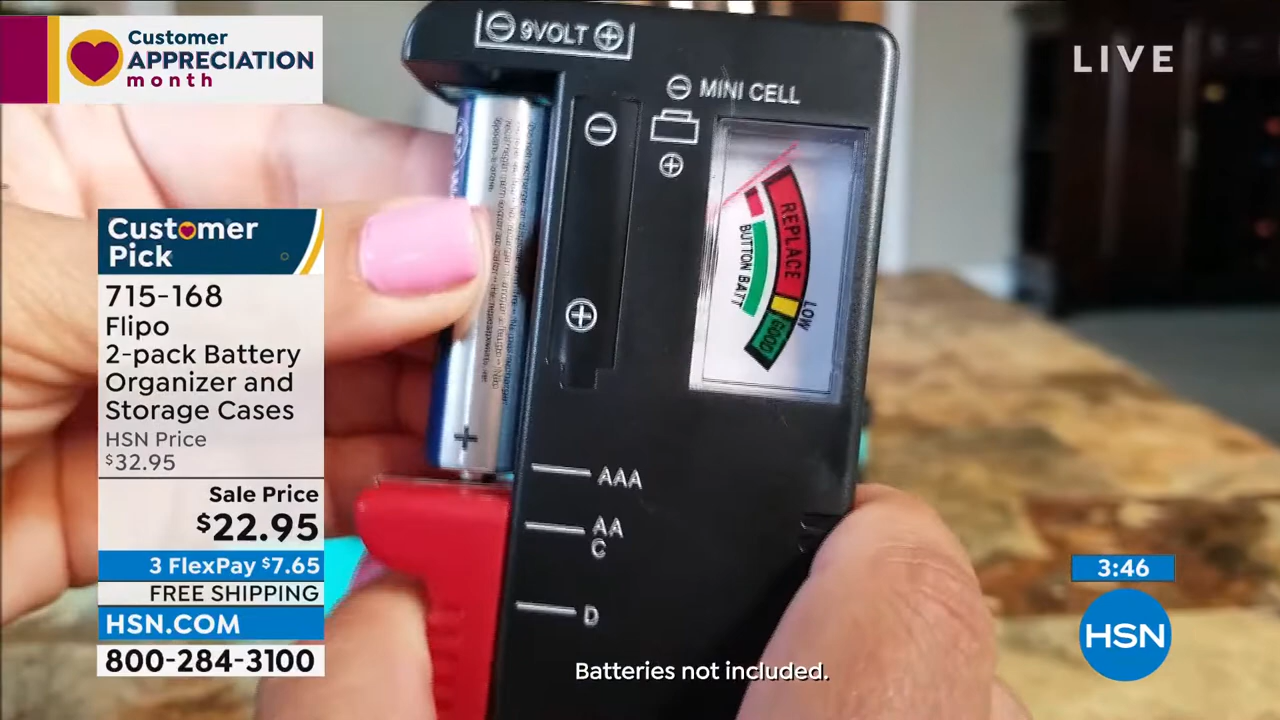 Customer
APPRECIATION
month
LIVE
9VOLT
MINI CELL
REPLACE
LOW
GOOD
BUTTON BATT
AAA
AA
C
D
Customer
Pick
715-168
Flipo
2-pack Battery
Organizer and
Storage Cases
HSN Price
$32.95
Sale Price
$22.95
3 FlexPay $7.65
FREE SHIPPING
HSN.COM
800-284-3100
Batteries not included.
3:46
HSN